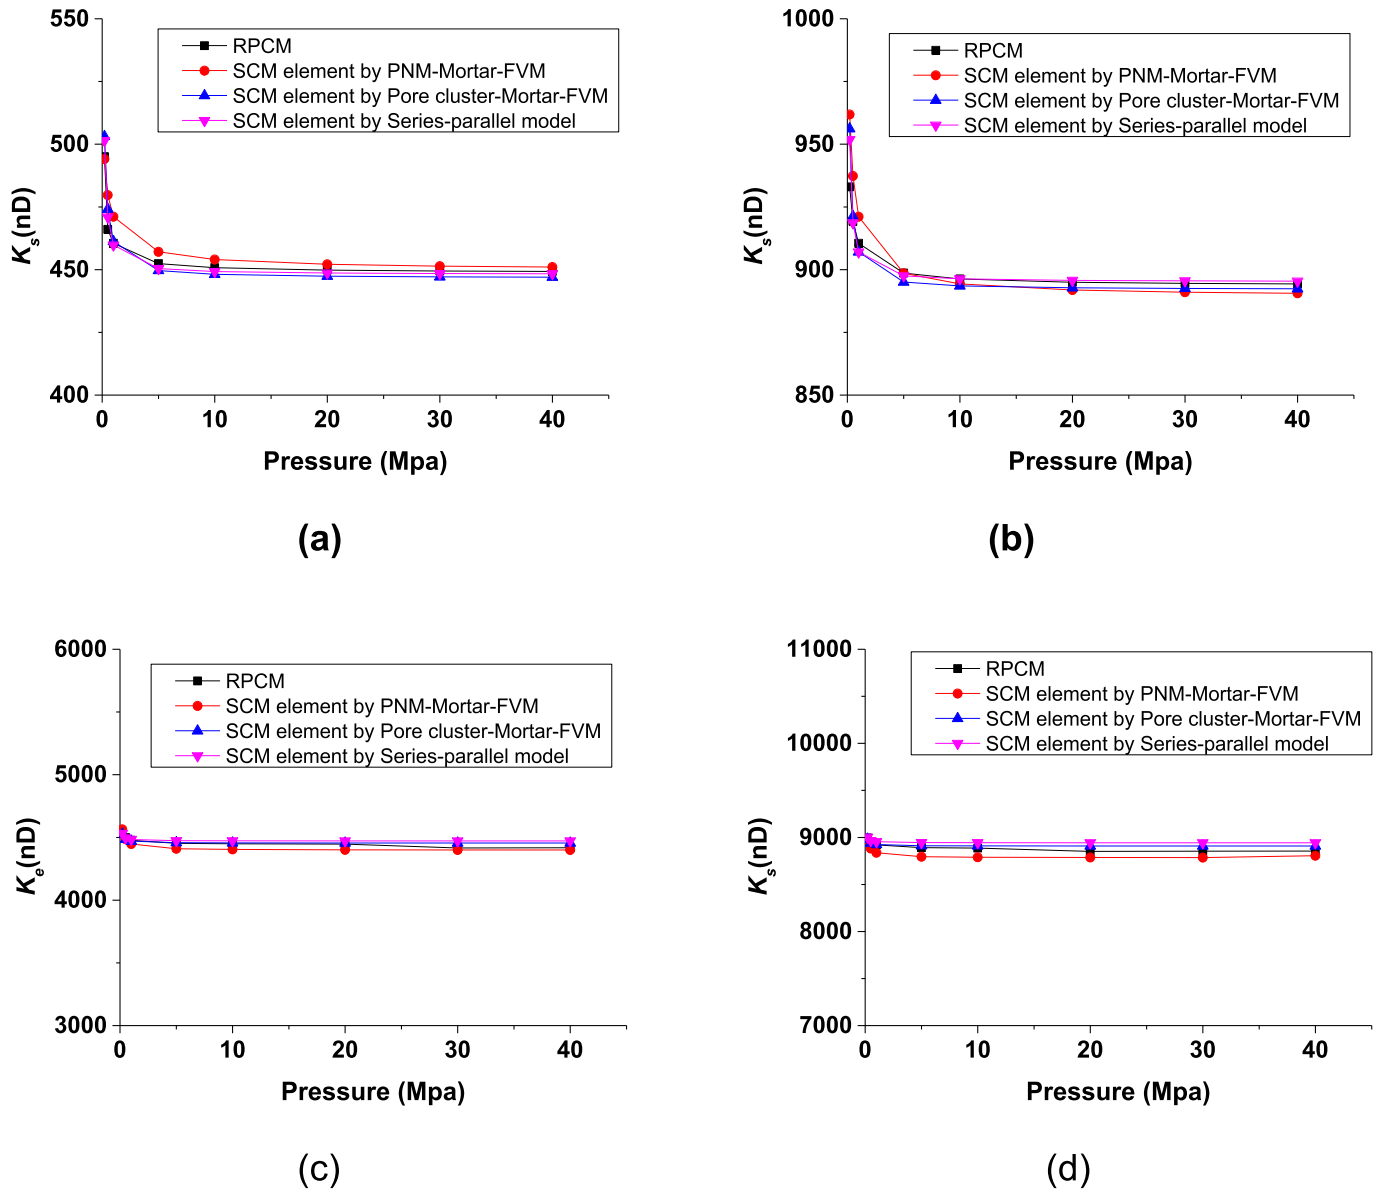 550
500
450
400
K_s(nD)
RPCM
SCM element by PNM-Mortar-FVM
SCM element by Pore cluster-Mortar-FVM
SCM element by Series-parallel model
0 10 20 30 40
Pressure (Mpa)
(a)
1000
950
900
850
K_s(nD)
RPCM
SCM element by PNM-Mortar-FVM
SCM element by Pore cluster-Mortar-FVM
SCM element by Series-parallel model
0 10 20 30 40
Pressure (Mpa)
(b)
6000
5000
4000
3000
K_e(nD)
RPCM
SCM element by PNM-Mortar-FVM
SCM element by Pore cluster-Mortar-FVM
SCM element by Series-parallel model
0 10 20 30 40
Pressure (Mpa)
(c)
11000
10000
9000
8000
7000
K_s(nD)
RPCM
SCM element by PNM-Mortar-FVM
SCM element by Pore cluster-Mortar-FVM
SCM element by Series-parallel model
0 10 20 30 40
Pressure (Mpa)
(d)